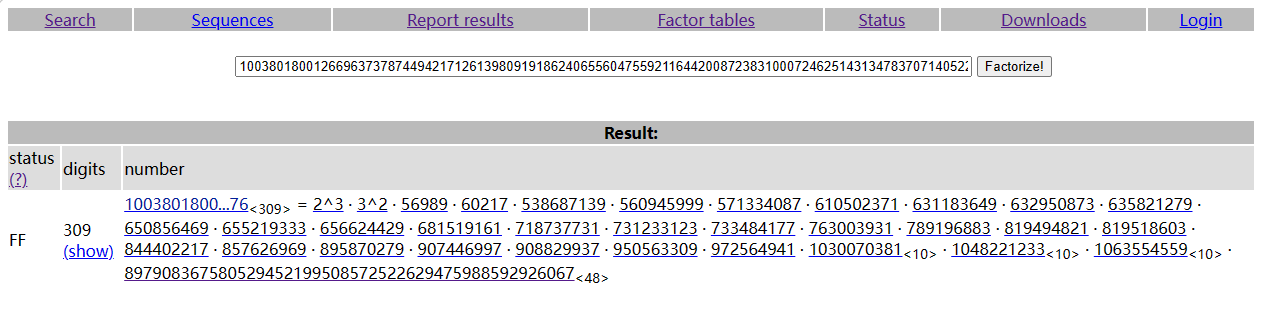 Search Sequences Report results Factor tables Status Downloads Login
100380180012669637378744942171261398091918624065560475592116442008723831000724625143134783707140522 Factorize!
Result:
status (?) digits number
FF 309 (show) 1003801800...76<309> = 2^3 · 3^2 · 56989 · 60217 · 538687139 · 560945999 · 571334087 · 610502371 · 631183649 · 632950873 · 635821279 ·
650856469 · 655219333 · 656624429 · 681519161 · 718737731 · 731233123 · 733484177 · 763003931 · 789196883 · 819494821 · 819518603 ·
844402217 · 857626969 · 895870279 · 907446997 · 908829937 · 950563309 · 972564941 · 1030070381<10> · 1048221233<10> · 1063554559<10> ·
897908367580529452199508572522629475988592926067<48>